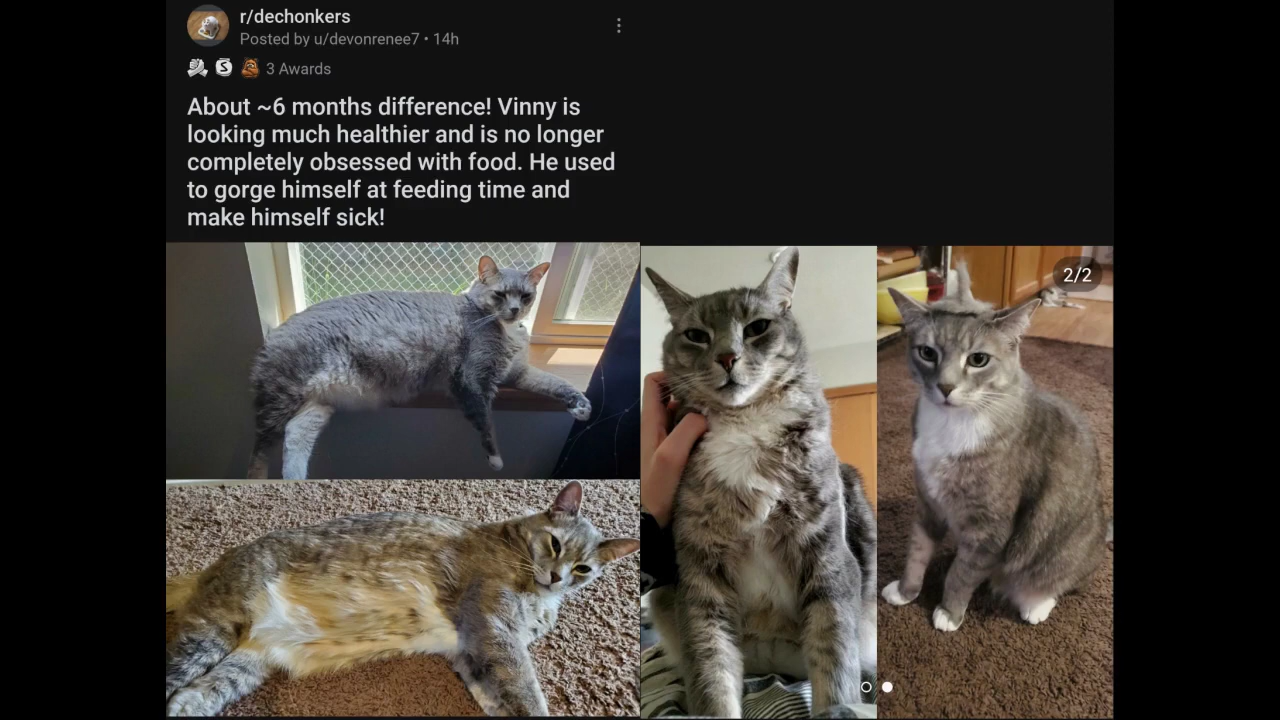 r/dechonkers
Posted by u/devonrenee7 • 14h
3 Awards
About ~6 months difference! Vinny is
looking much healthier and is no longer
completely obsessed with food. He used
to gorge himself at feeding time and
make himself sick!
2/2